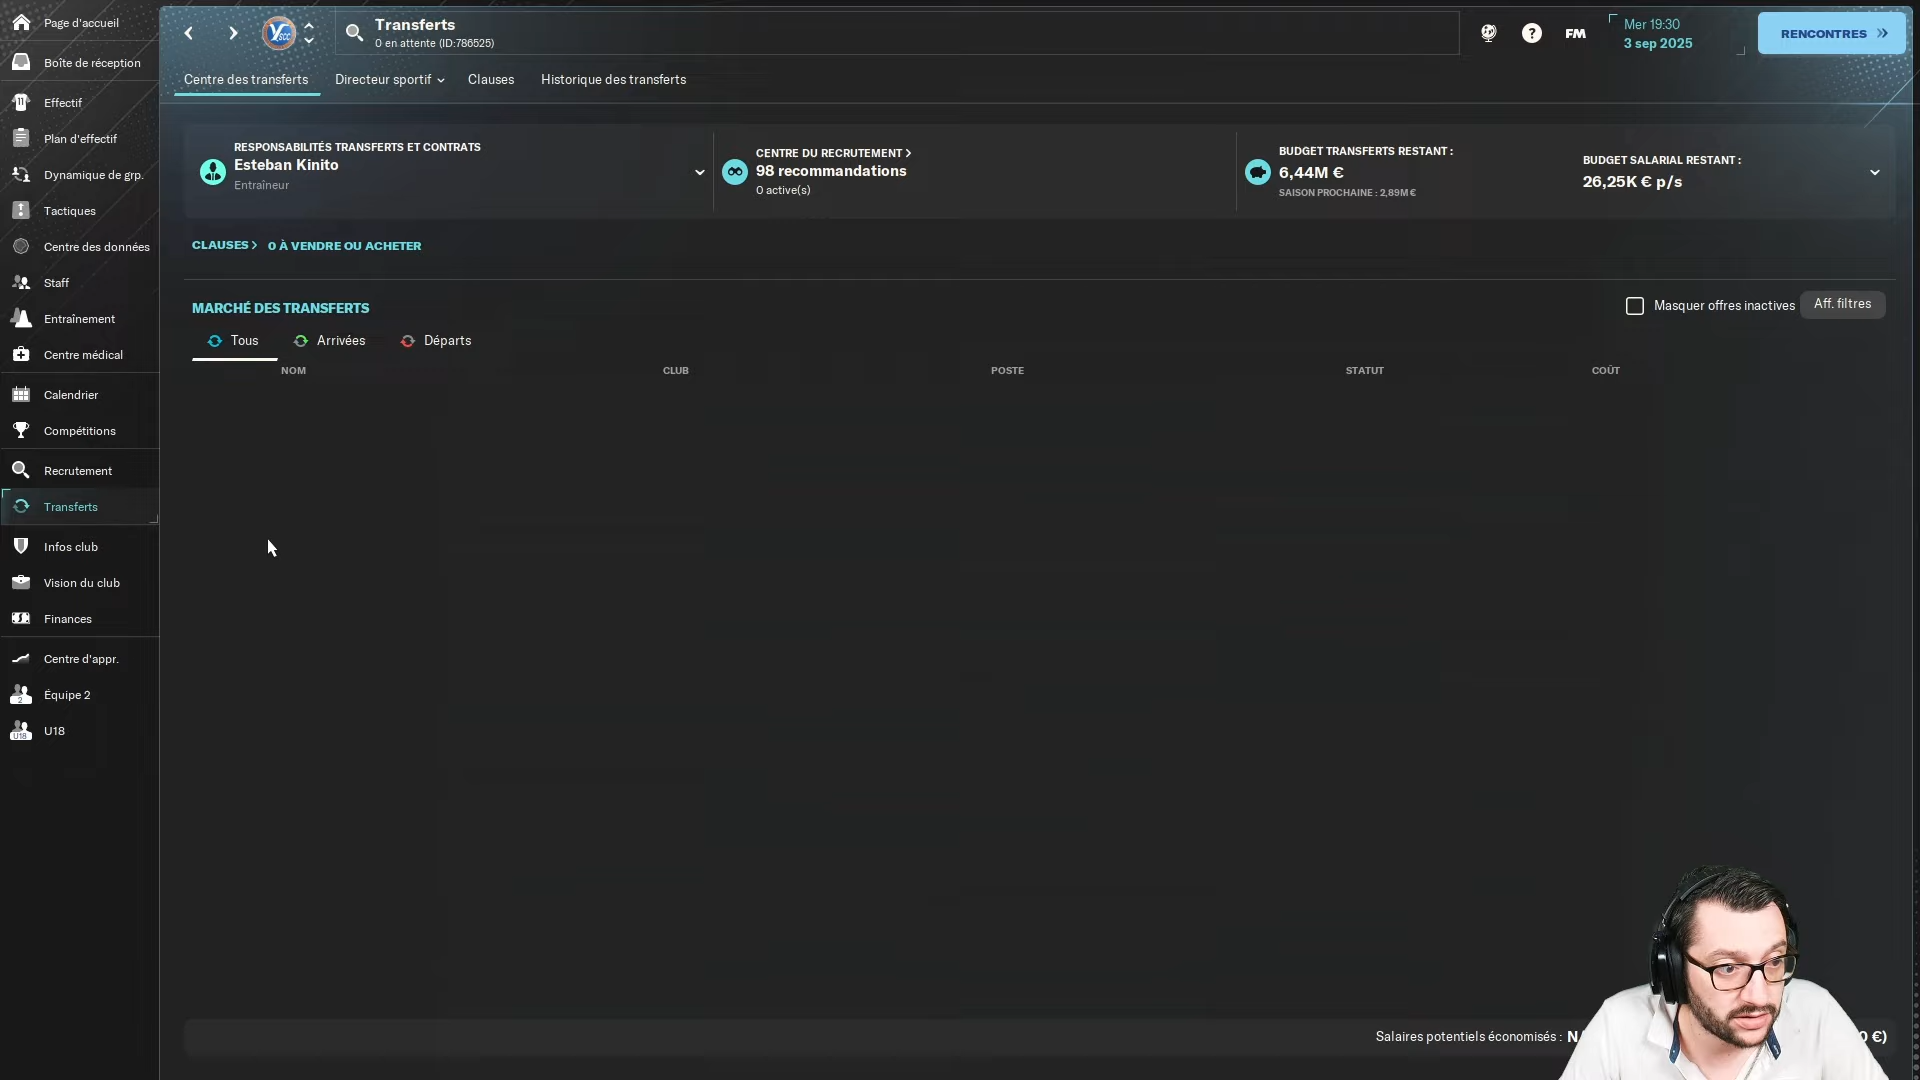 Page d'accueil
Boîte de réception
Effectif
Plan d'effectif
Dynamique de grp.
Tactiques
Centre des données
Staff
Entraînement
Centre médical
Calendrier
Compétitions
Recrutement
Transferts
Infos club
Vision du club
Finances
Centre d'appr.
Équipe 2
U18
Transferts
0 en attente (ID:786525)
FM
Mer 19:30
3 sep 2025
RENCONTRES
Centre des transferts
Directeur sportif
Clauses
Historique des transferts
RESPONSABILITÉS TRANSFERTS ET CONTRATS
Esteban Kinito
Entraîneur
CENTRE DU RECRUTEMENT >
98 recommandations
0 active(s)
BUDGET TRANSFERTS RESTANT :
6,44M €
SAISON PROCHAINE : 2,89M €
BUDGET SALARIAL RESTANT :
26,25K € p/s
CLAUSES > 0 À VENDRE OU ACHETER
MARCHÉ DES TRANSFERTS
Masquer offres inactives
Aff. filtres
Tous
Arrivées
Départs
NOM
CLUB
POSTE
STATUT
COÛT
Salaires potentiels économisés :
0 €)